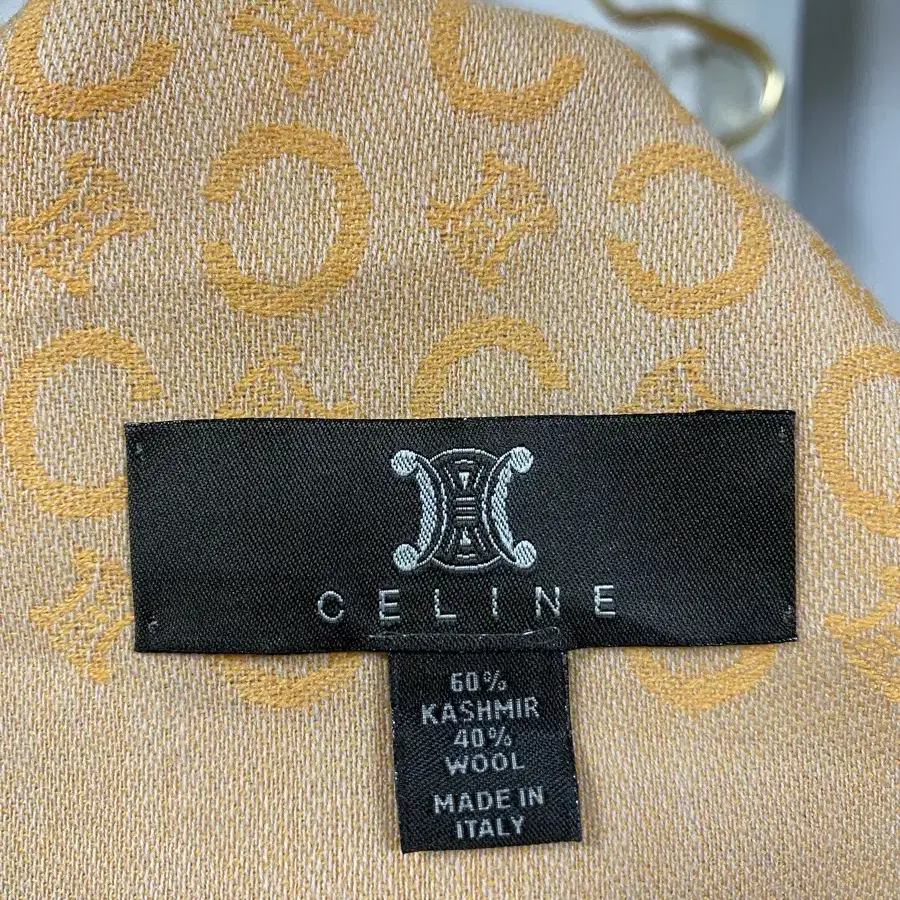 CELINE
60%
KASHMIR
40%
WOOL
MADE IN
ITALY